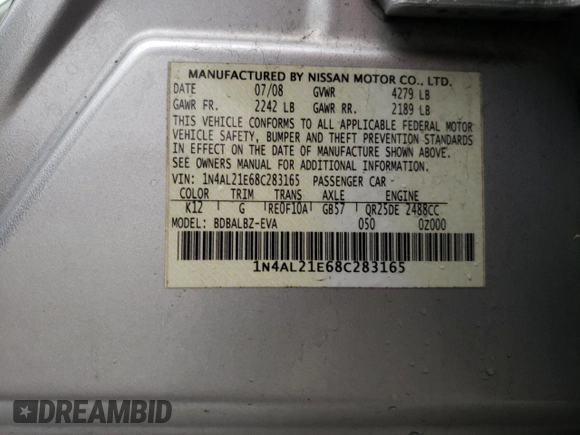 MANUFACTURED BY NISSAN MOTOR CO., LTD.
DATE 07/08 GVWR 4279 LB
GAWR FR. 2242 LB GAWR RR. 2189 LB
THIS VEHICLE CONFORMS TO ALL APPLICABLE FEDERAL MOTOR
VEHICLE SAFETY, BUMPER AND THEFT PREVENTION STANDARDS
IN EFFECT ON THE DATE OF MANUFACTURE SHOWN ABOVE.
SEE OWNERS MANUAL FOR ADDITIONAL INFORMATION.
VIN: 1N4AL21E68C283165 PASSENGER CAR
COLOR TRIM TRANS AXLE ENGINE
K12 G RE0F10A GB57 QR25DE 2488CC
MODEL: BDBALBZ-EVA 050 0Z000
1N4AL21E68C283165
DREAMBID